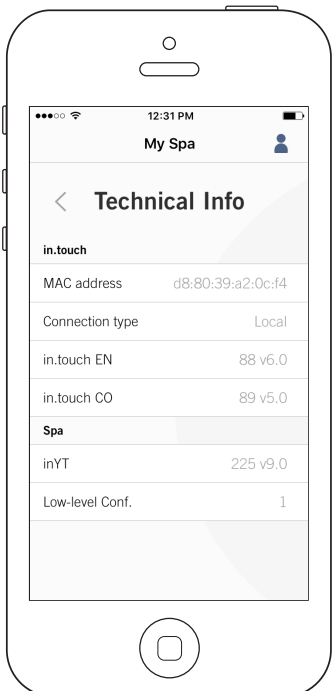 12:31 PM
My Spa
Technical Info
in.touch
MAC address d8:80:39:a2:0c:f4
Connection type Local
in.touch EN 88 v6.0
in.touch CO 89 v5.0
Spa
inYT 225 v9.0
Low-level Conf. 1